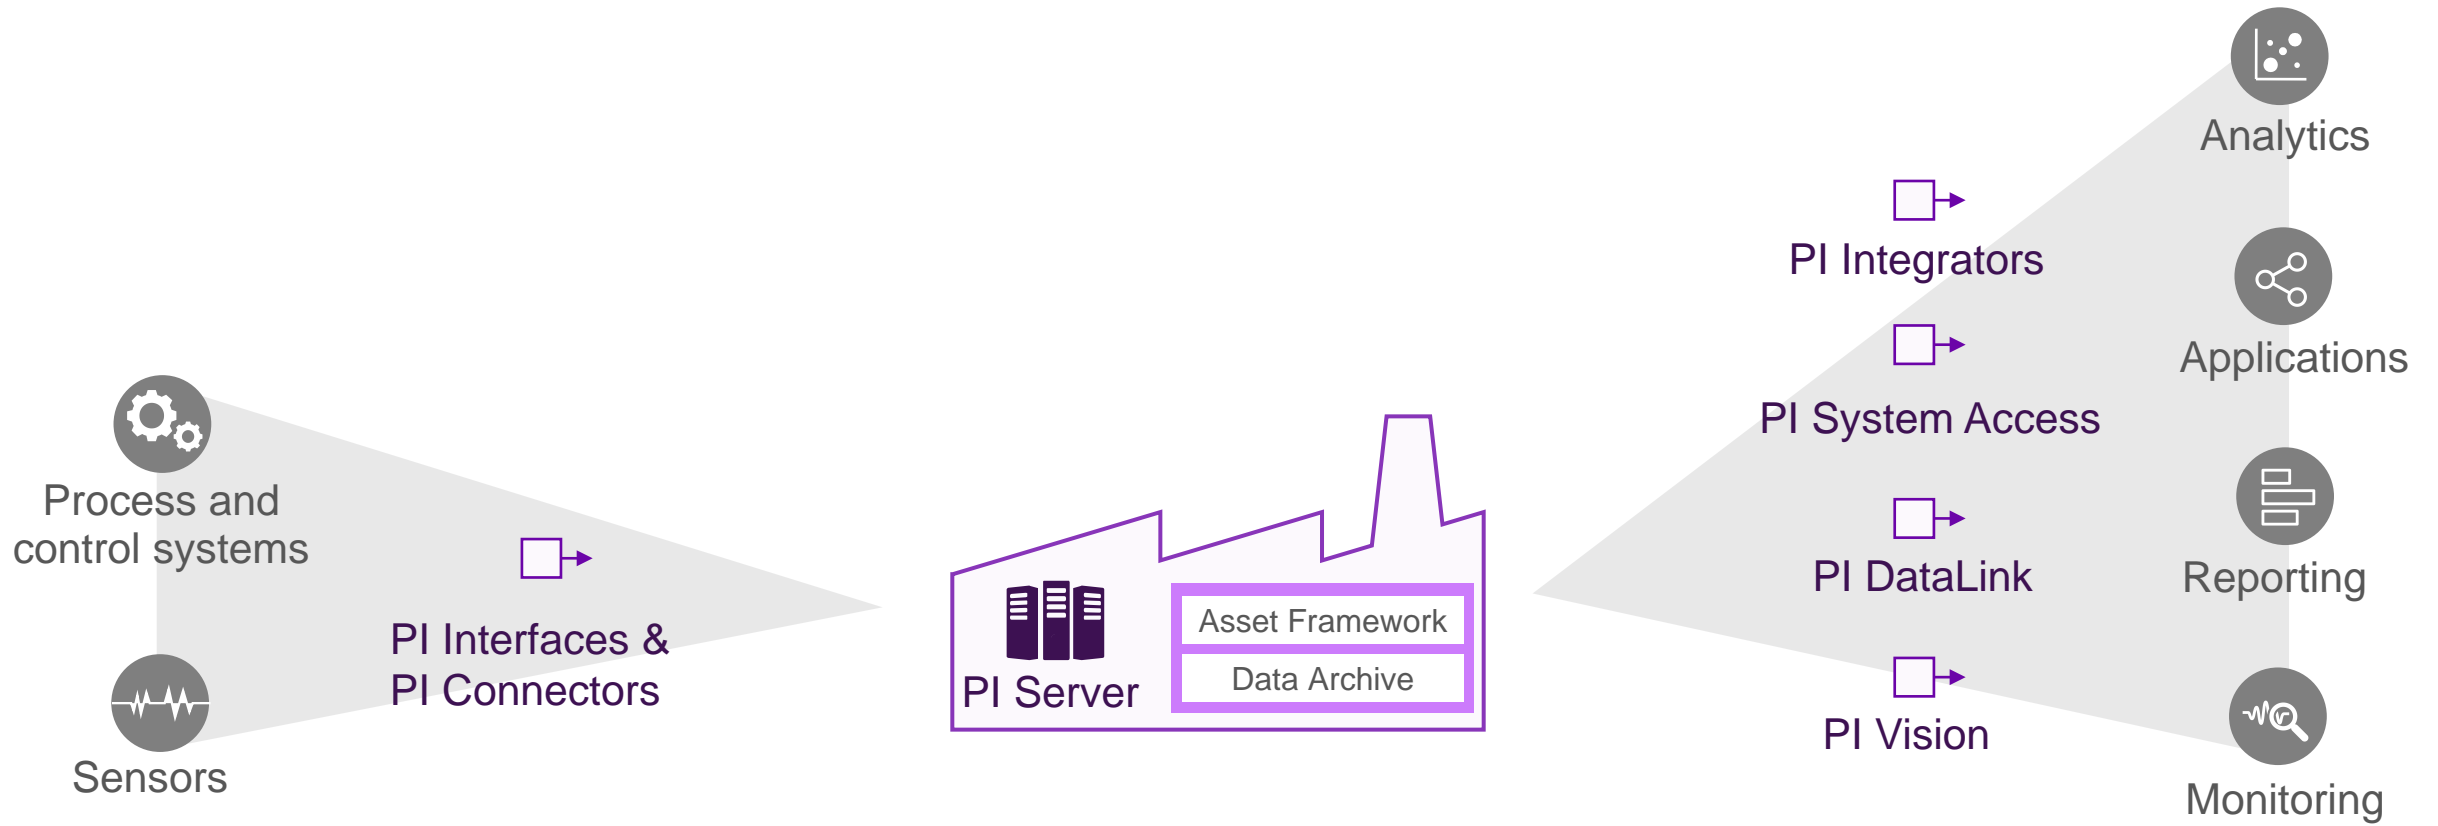 Process and
control systems
Sensors
PI Interfaces &
PI Connectors
PI Server
Asset Framework
Data Archive
PI Integrators
PI System Access
PI DataLink
PI Vision
Analytics
Applications
Reporting
Monitoring